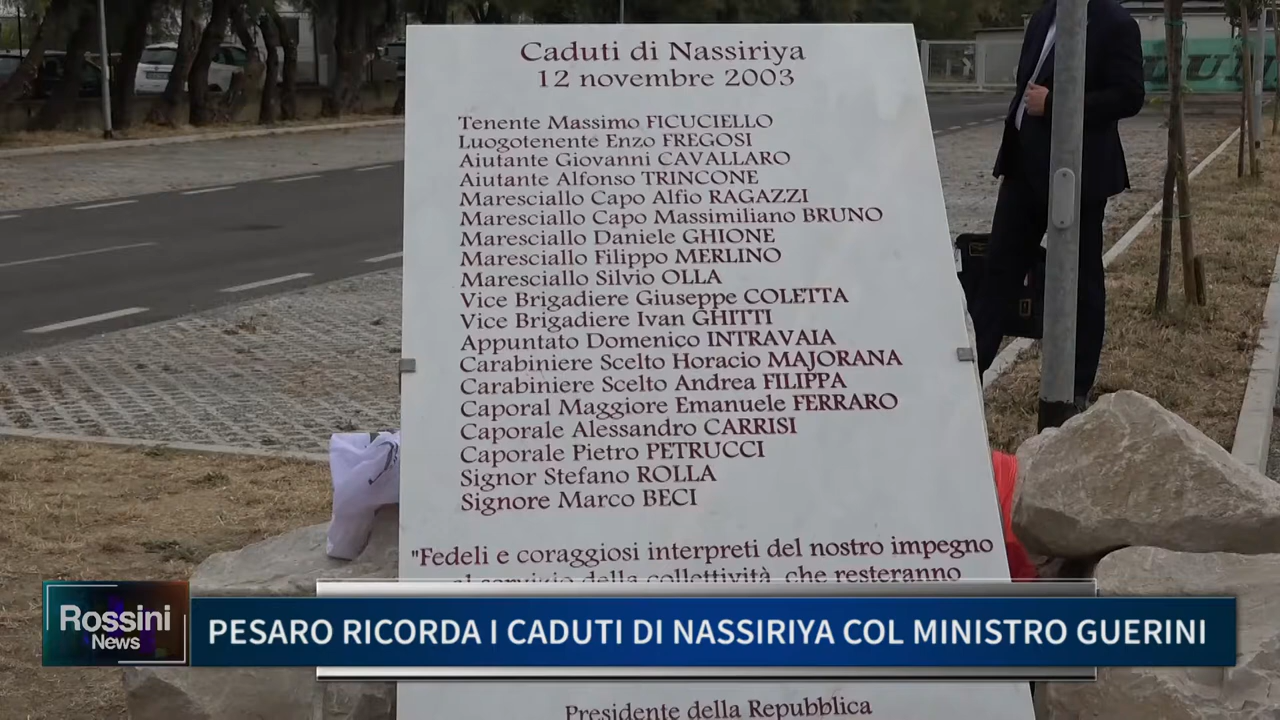 Caduti di Nassiriya
12 novembre 2003
Tenente Massimo FICUCIELLO
Luogotenente Enzo FREGOSI
Aiutante Giovanni CAVALLARO
Aiutante Alfonso TRINCONE
Maresciallo Capo Alfio RAGAZZI
Maresciallo Capo Massimiliano BRUNO
Maresciallo Daniele GHIONE
Maresciallo Filippo MERLINO
Maresciallo Silvio OLLA
Vice Brigadiere Giuseppe COLETTA
Vice Brigadiere Ivan GHITTI
Appuntato Domenico INTRAVAIA
Carabiniere Scelto Horacio MAJORANA
Carabiniere Scelto Andrea FILIPPA
Caporal Maggiore Emanuele FERRARO
Caporale Alessandro CARRISI
Caporale Pietro PETRUCCI
Signor Stefano ROLLA
Signore Marco BECI
"Fedeli e coraggiosi interpreti del nostro impegno
al servizio della collettività, che resteranno
Rossini
News
PESARO RICORDA I CADUTI DI NASSIRIYA COL MINISTRO GUERINI
Presidente della Repubblica